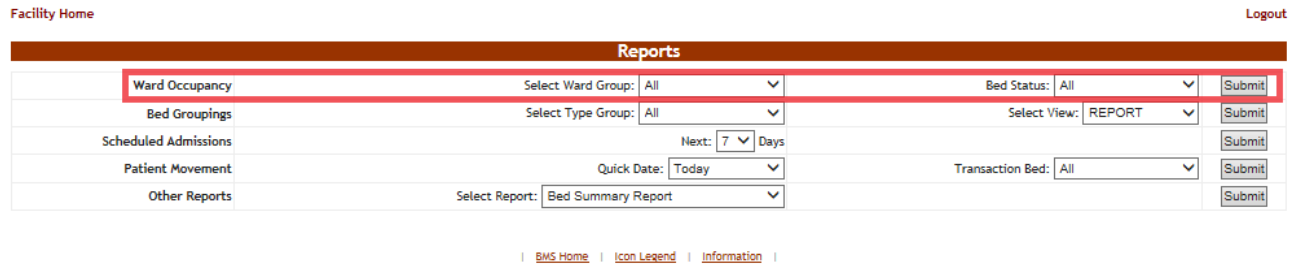 Facility Home Logout
Reports
Ward Occupancy Select Ward Group: All Bed Status: All Submit
Bed Groupings Select Type Group: All Select View: REPORT Submit
Scheduled Admissions Next: 7 Days Submit
Patient Movement Quick Date: Today Transaction Bed: All Submit
Other Reports Select Report: Bed Summary Report Submit
| BMS Home | Icon Legend | Information |